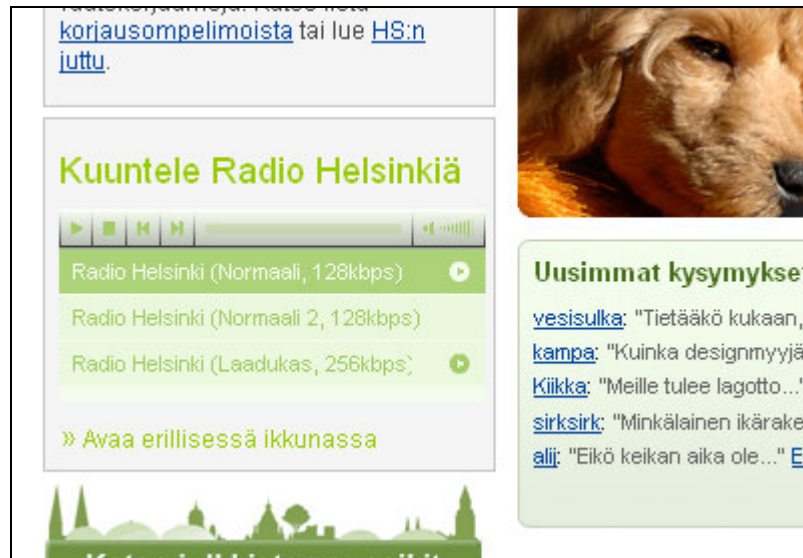 korjausompelimoista tai lue HS:n
juttu.
Kuuntele Radio Helsinkiä
Radio Helsinki (Normaali, 128kbps)
Radio Helsinki (Normaali 2, 128kbps)
Radio Helsinki (Laadukas, 256kbps)
» Avaa erillisessä ikkunassa
Uusimmat kysymykse
vesisulka: "Tietääkö kukaan,
kampa: "Kuinka designmyyjä
Kiikka: "Meille tulee lagotto..."
sirksirk: "Minkälainen ikärake
alij: "Eikö keikan aika ole..." E